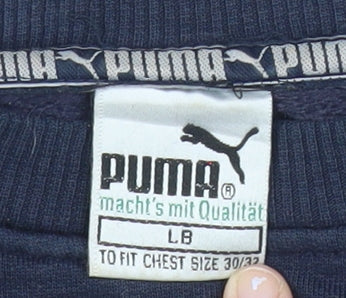 PUMA PUMA PUMA
PUMA®
macht's mit Qualität
LB
TO FIT CHEST SIZE 30/32